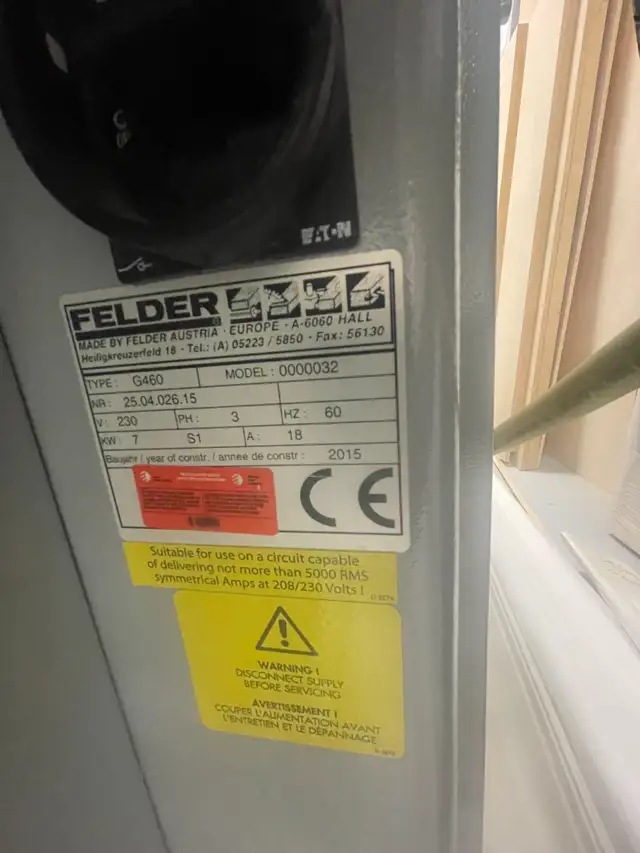 EATON
FELDER
MADE BY FELDER AUSTRIA · EUROPE · A-6060 HALL
Heiligkreuzerfeld 18 · Tel.: (A) 05223 / 5850 · Fax: 56130
TYPE: G460 MODEL: 0000032
NR: 25.04.026.15
V: 230 PH: 3 HZ: 60
KW: 7 S1 A: 18
Baujahr / year of constr. / annee de constr: 2015
CE
Suitable for use on a circuit capable
of delivering not more than 5000 RMS
symmetrical Amps at 208/230 Volts !
WARNING !
DISCONNECT SUPPLY
BEFORE SERVICING
AVERTISSEMENT !
COUPER L'ALIMENTATION AVANT
L'ENTRETIEN ET LE DÉPANNAGE